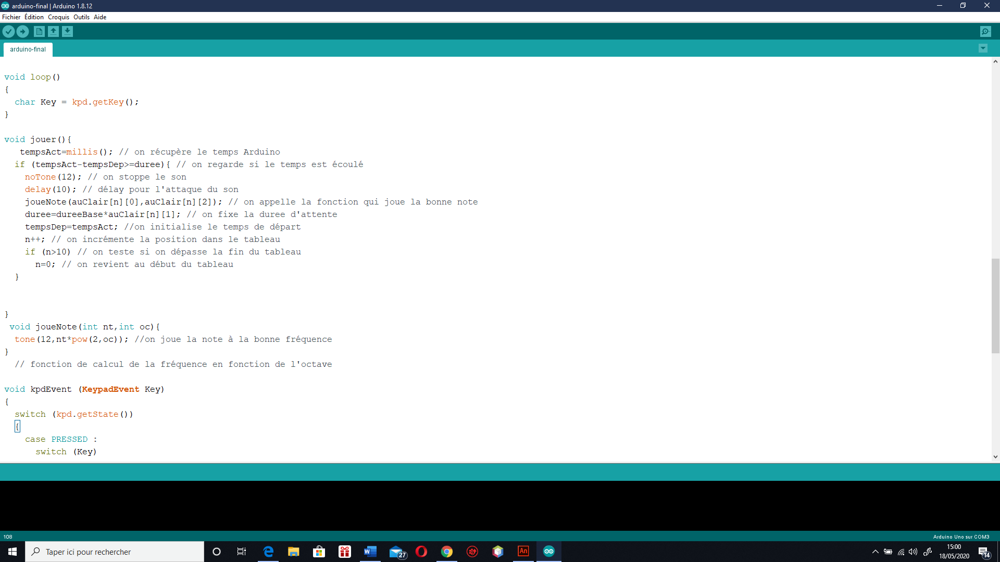 arduino-final | Arduino 1.8.12
Fichier Édition Croquis Outils Aide
arduino-final
void loop()
{
  char Key = kpd.getKey();
}
void jouer(){
   tempsAct=millis(); // on récupère le temps Arduino
  if (tempsAct-tempsDep>=duree){ // on regarde si le temps est écoulé
    noTone(12); // on stoppe le son
    delay(10); // délay pour l'attaque du son
    joueNote(auClair[n][0],auClair[n][2]); // on appelle la fonction qui joue la bonne note
    duree=dureeBase*auClair[n][1]; // on fixe la duree d'attente
    tempsDep=tempsAct; //on initialise le temps de départ
    n++; // on incrémente la position dans le tableau
    if (n>10) // on teste si on dépasse la fin du tableau
      n=0; // on revient au début du tableau
  }
}
 void joueNote(int nt,int oc){
  tone(12,nt*pow(2,oc)); //on joue la note à la bonne fréquence
}
  // fonction de calcul de la fréquence en fonction de l'octave
void kpdEvent (KeypadEvent Key)
{
  switch (kpd.getState())
  {
    case PRESSED :
      switch (Key)
108
Arduino Uno sur COM3
Taper ici pour rechercher
W
27
An
15:00
18/05/2020
14